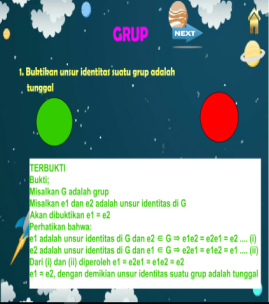 GRUP
NEXT
1. Buktikan unsur identitas suatu grup adalah
tunggal
TERBUKTI
Bukti;
Misalkan G adalah grup
Misalkan e1 dan e2 adalah unsur identitas di G
Akan dibuktikan e1 = e2
Perhatikan bahwa:
e1 adalah unsur identitas di G dan e2 ∈ G ⇒ e1e2 = e2e1 = e2 .... (i)
e2 adalah unsur identitas di G dan e1 ∈ G ⇒ e2e1 = e1e2 = e1 .... (ii)
Dari (i) dan (ii) diperoleh e1 = e2e1 = e1e2 = e2
e1 = e2, dengan demikian unsur identitas suatu grup adalah tunggal